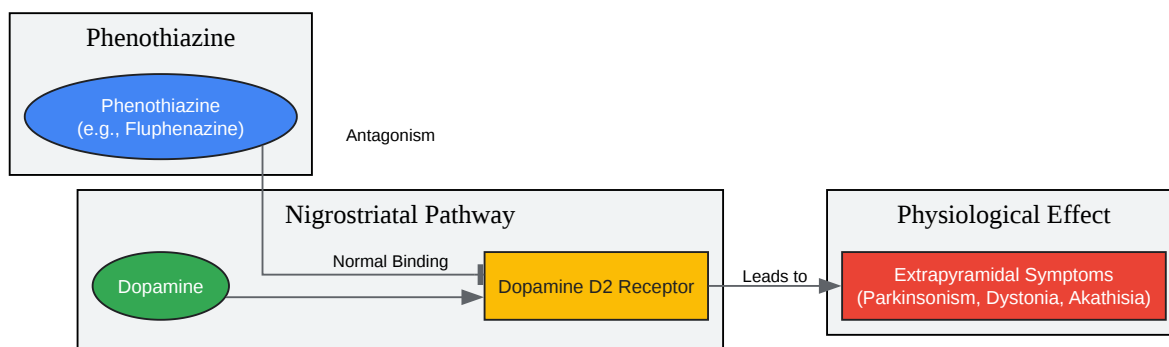 Phenothiazine
Phenothiazine
(e.g., Fluphenazine)
Antagonism
Nigrostriatal Pathway
Normal Binding
Dopamine
Dopamine D2 Receptor
Leads to
Physiological Effect
Extrapyramidal Symptoms
(Parkinsonism, Dystonia, Akathisia)